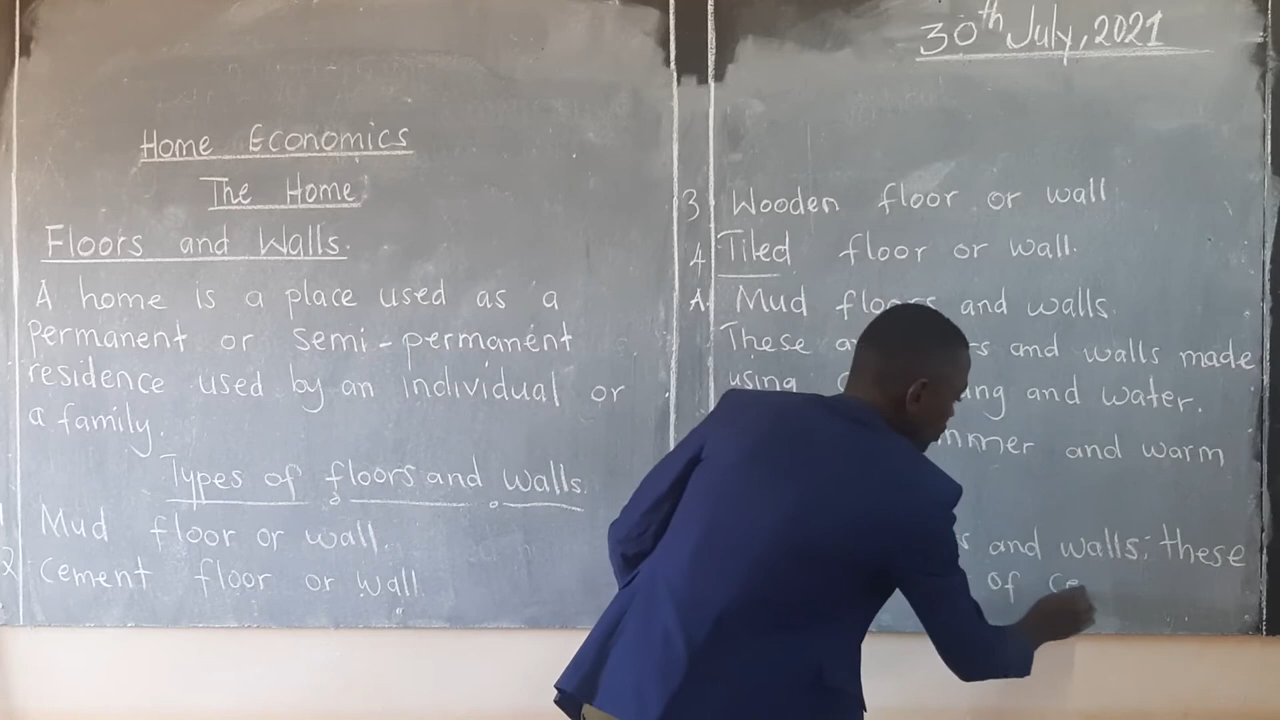 Home Economics
The Home
Floors and Walls.
A home is a place used as a
permanent or semi-permanent
residence used by an individual or
a family.
Types of floors and walls.
1 Mud floor or wall.
2 cement floor or wall.
30th July, 2021
3 Wooden floor or wall
4 Tiled floor or wall.
A. Mud floors and walls.
These and walls made
using and water.
and warm
and walls; these
of ce